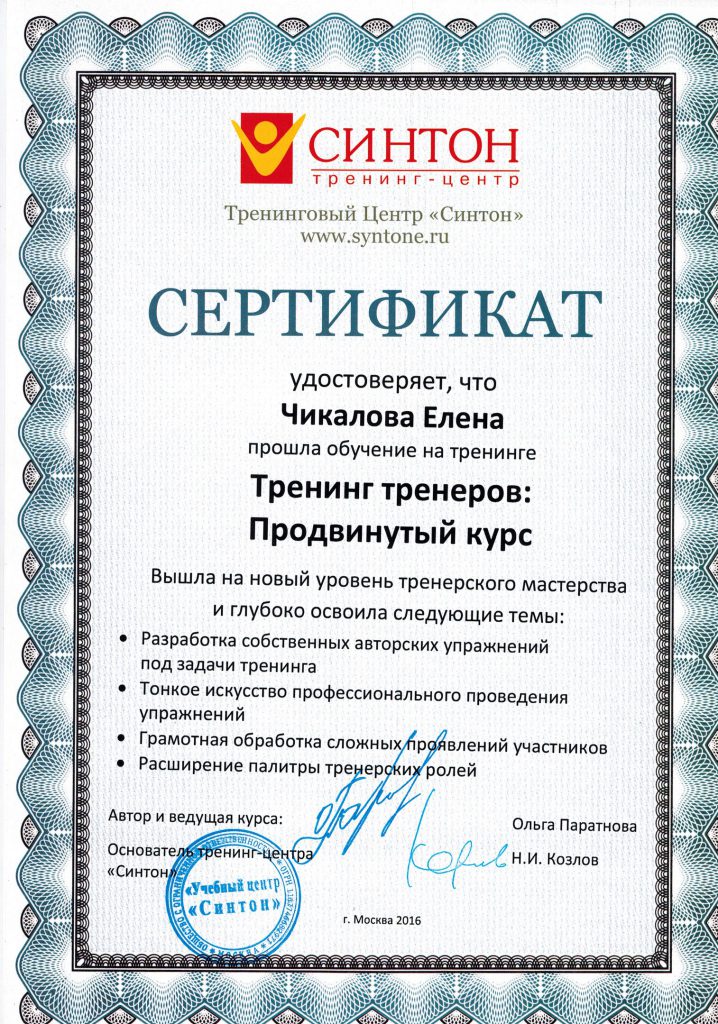 СИНТОН
тренинг-центр
Тренинговый Центр «Синтон»
www.syntone.ru
СЕРТИФИКАТ
удостоверяет, что
Чикалова Елена
прошла обучение на тренинге
Тренинг тренеров:
Продвинутый курс
Вышла на новый уровень тренерского мастерства
и глубоко освоила следующие темы:
• Разработка собственных авторских упражнений
под задачи тренинга
• Тонкое искусство профессионального проведения
упражнений
• Грамотная обработка сложных проявлений участников
• Расширение палитры тренерских ролей
Автор и ведущая курса:
Ольга Паратнова
Основатель тренинг-центра
«Синтон»
Н.И. Козлов
«Учебный центр
«Синтон»
МОСКВА
г. Москва 2016